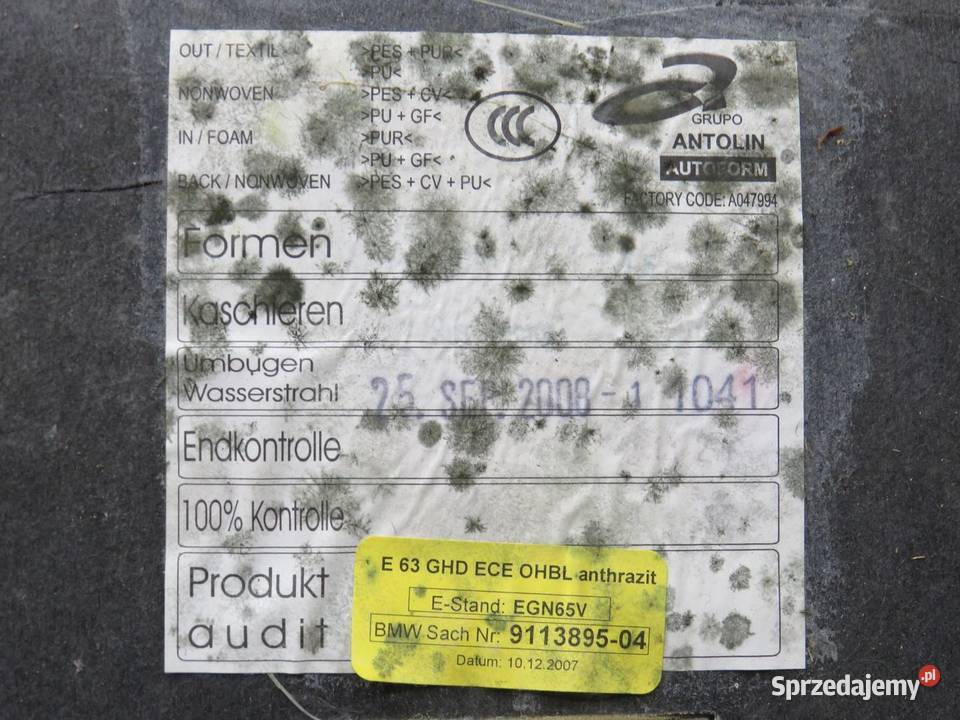 OUT / TEXTIL >PES + PUR<
>PU<
NONWOVEN >PES + CV<
>PU + GF<
IN / FOAM >PUR<
>PU + GF<
BACK / NONWOVEN >PES + CV + PU<
CCC
GRUPO
ANTOLIN
AUTOFORM
FACTORY CODE: A047994
Formen
Kaschieren
Umbugen
Wasserstrahl
25. SEP. 2008 - 1 1041
Endkontrolle
100% Kontrolle
Produkt
audit
E 63 GHD ECE OHBL anthrazit
E-Stand: EGN65V
BMW Sach Nr: 9113895-04
Datum: 10.12.2007
Sprzedajemy.pl